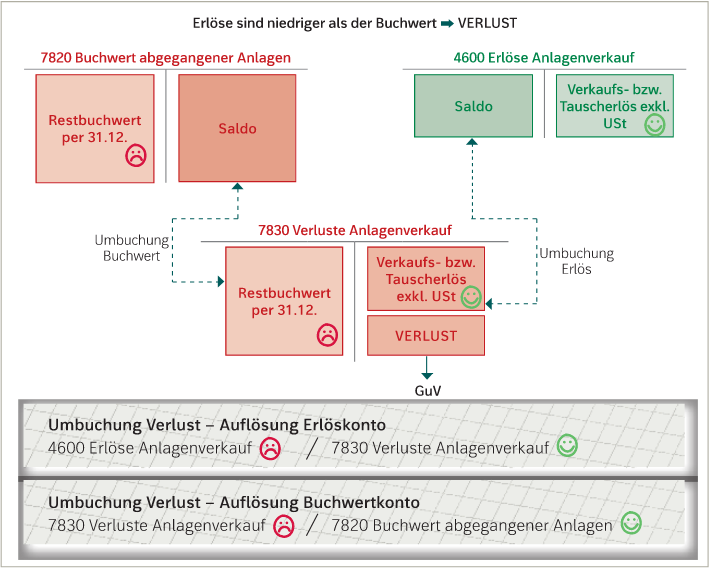 Erlöse sind niedriger als der Buchwert ➡ VERLUST
7820 Buchwert abgegangener Anlagen
Restbuchwert
per 31.12.
Saldo
4600 Erlöse Anlagenverkauf
Saldo
Verkaufs- bzw.
Tauscherlös exkl.
USt
Umbuchung
Buchwert
7830 Verluste Anlagenverkauf
Restbuchwert
per 31.12.
Verkaufs- bzw.
Tauscherlös
exkl. USt
VERLUST
Umbuchung
Erlös
GuV
Umbuchung Verlust – Auflösung Erlöskonto
4600 Erlöse Anlagenverkauf / 7830 Verluste Anlagenverkauf
Umbuchung Verlust – Auflösung Buchwertkonto
7830 Verluste Anlagenverkauf / 7820 Buchwert abgegangener Anlagen